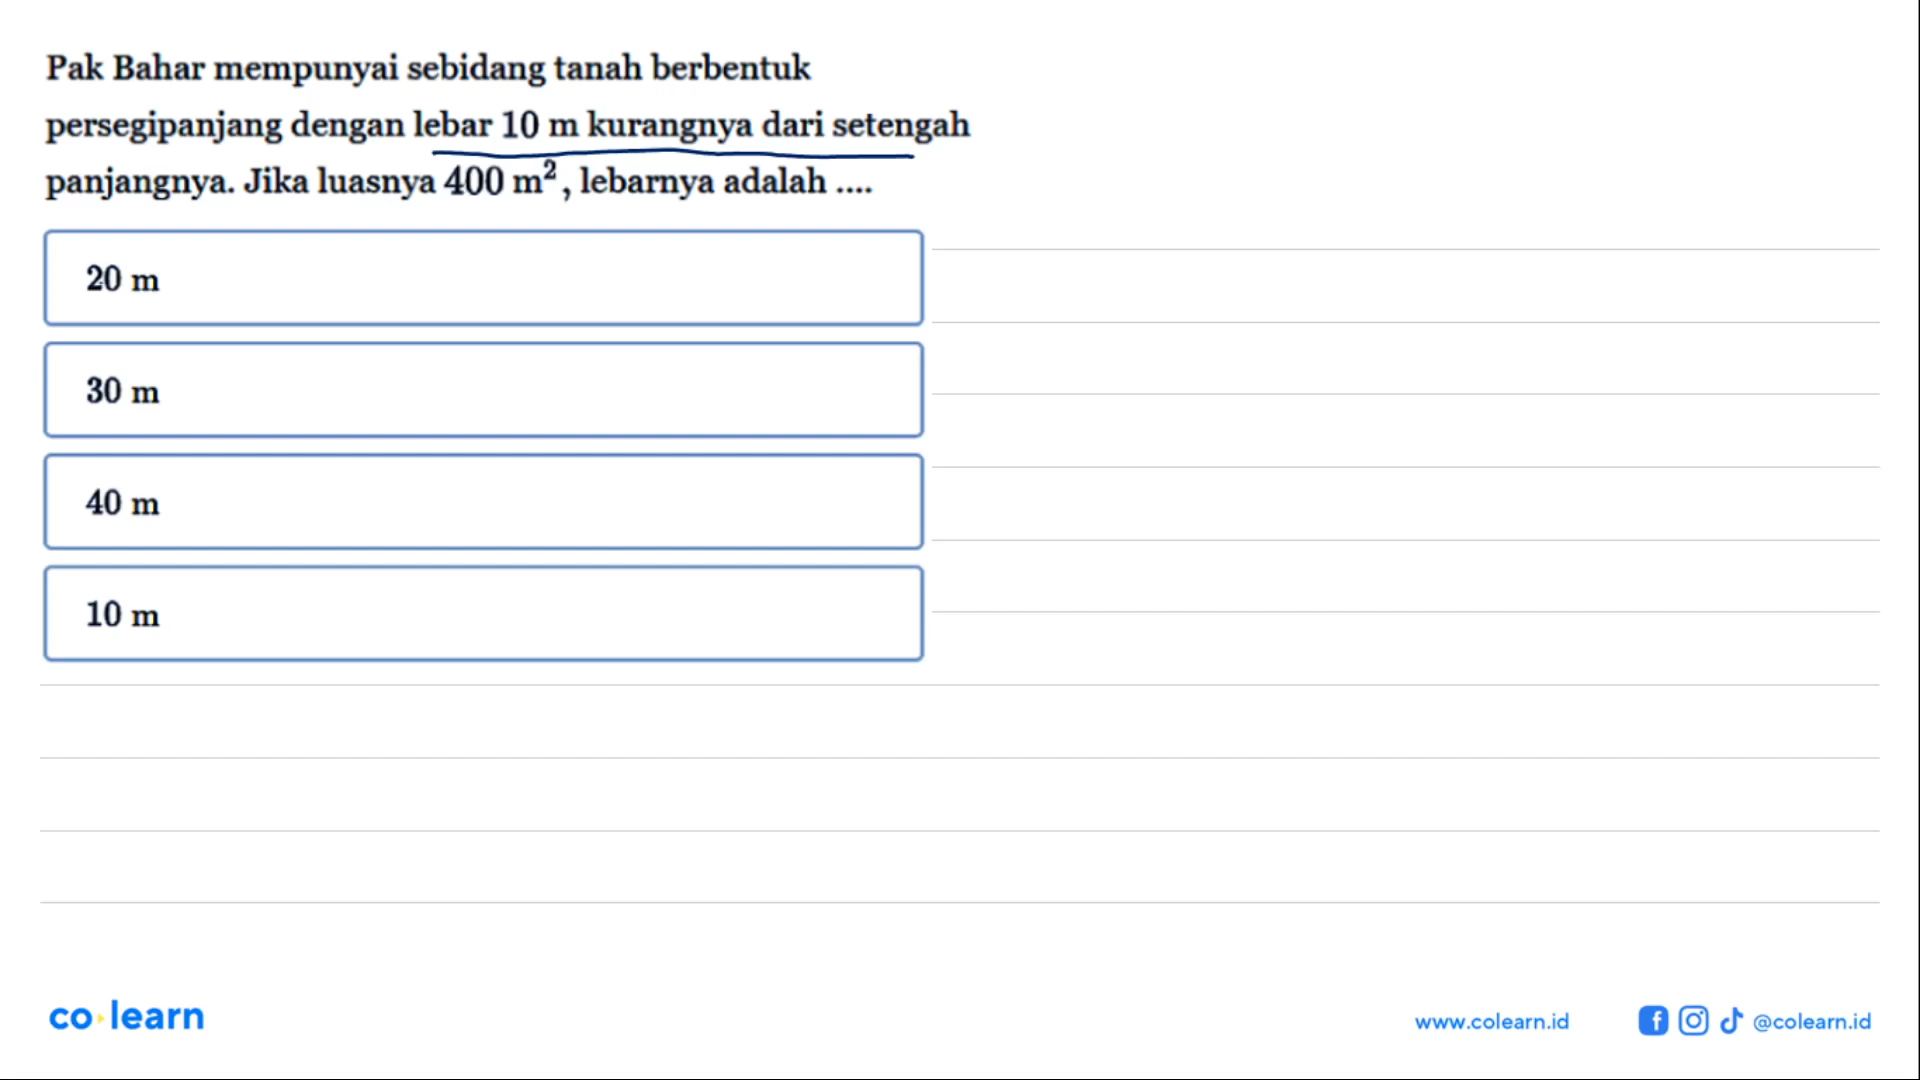 Pak Bahar mempunyai sebidang tanah berbentuk
persegipanjang dengan lebar 10 m kurangnya dari setengah
panjangnya. Jika luasnya 400 m², lebarnya adalah ....
20 m
30 m
40 m
10 m
co learn
www.colearn.id
@colearn.id